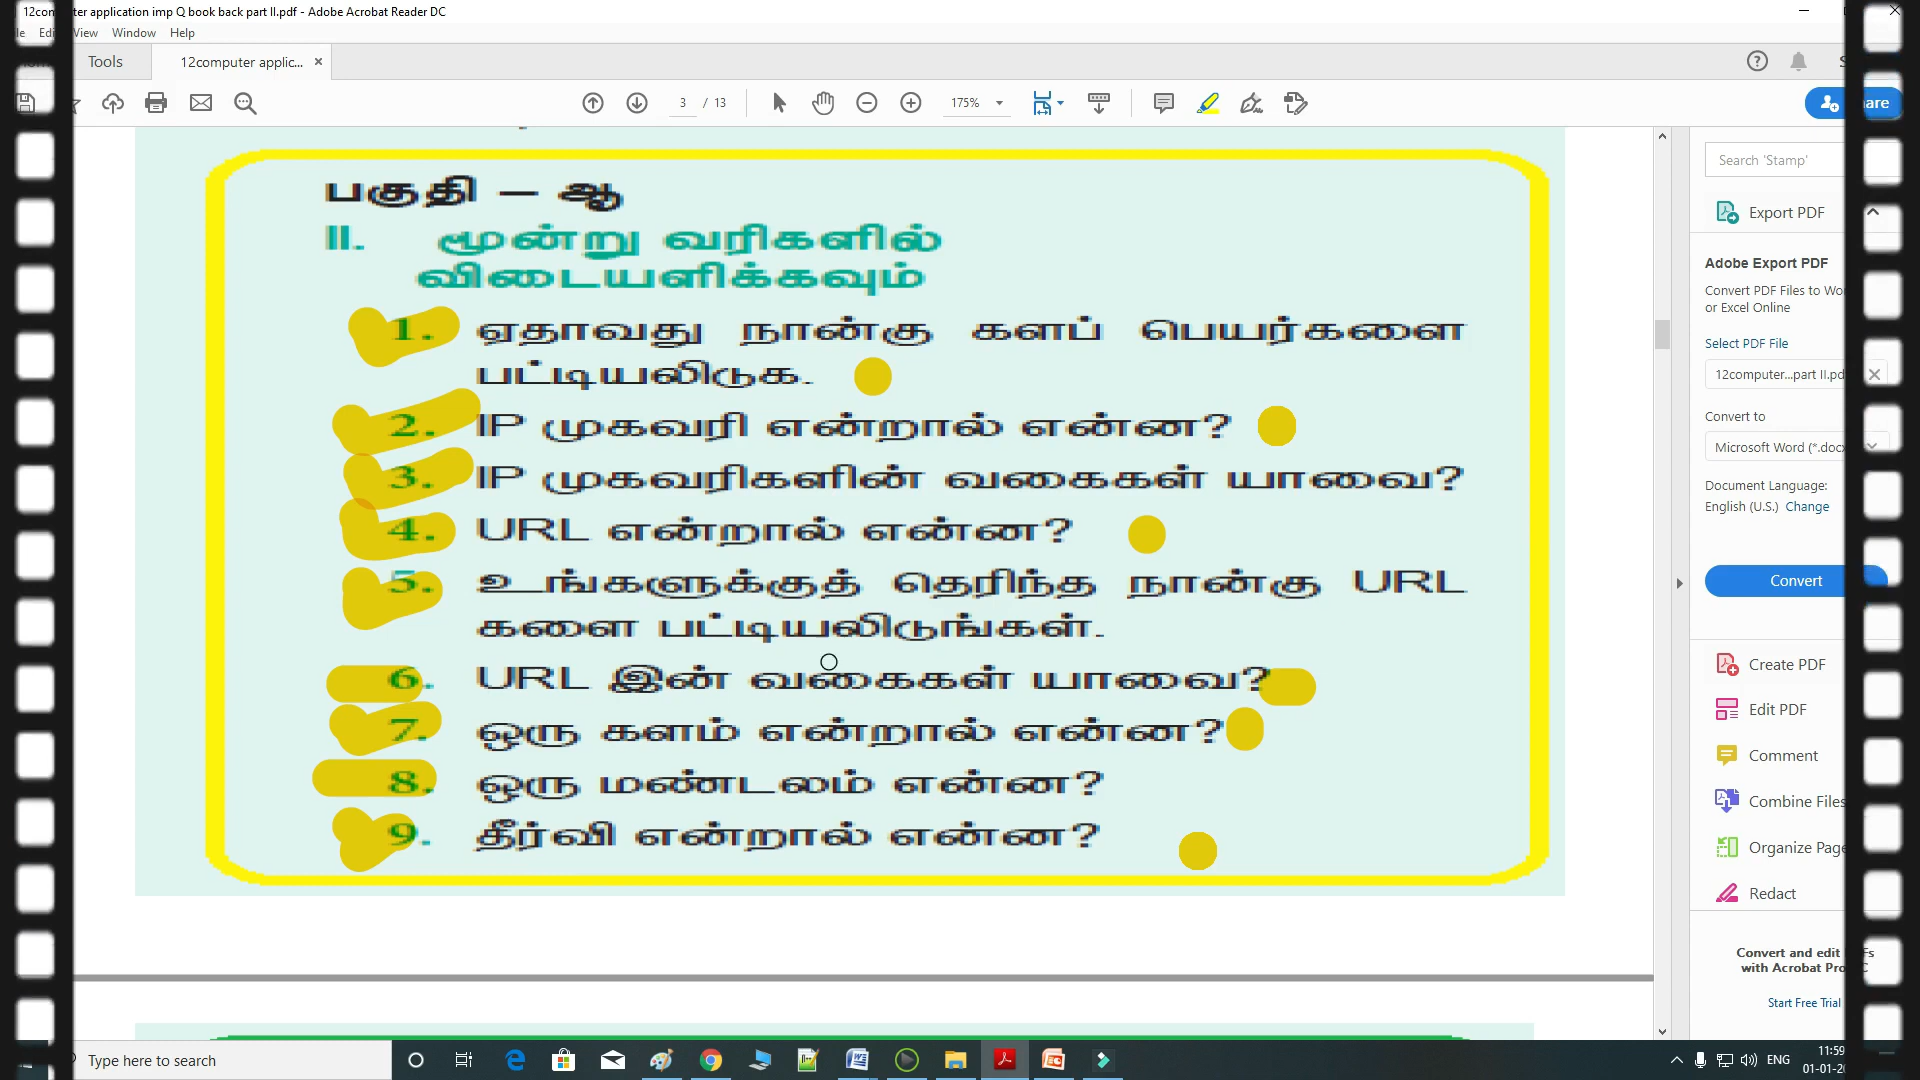 12com  ter application imp Q book back part II.pdf - Adobe Acrobat Reader DC
View Window Help
Tools 12computer applic...
3 / 13 175%
are
பகுதி – ஆ
II. மூன்று வரிகளில்
விடையளிக்கவும்
1. ஏதாவது நான்கு களப் பெயர்களை
பட்டியலிடுக.
2. IP முகவரி என்றால் என்ன?
3. IP முகவரிகளின் வகைகள் யாவை?
4. URL என்றால் என்ன?
5. உங்களுக்குத் தெரிந்த நான்கு URL
களை பட்டியலிடுங்கள்.
6. URL இன் வகைகள் யாவை?
7. ஒரு களம் என்றால் என்ன?
8. ஒரு மண்டலம் என்ன?
9. தீர்வி என்றால் என்ன?
Search 'Stamp'
Export PDF
Adobe Export PDF
Convert PDF Files to Wo
or Excel Online
Select PDF File
12computer...part II.pd
Convert to
Microsoft Word (*.docx
Document Language:
English (U.S.) Change
Convert
Create PDF
Edit PDF
Comment
Combine Files
Organize Page
Redact
Convert and edit   Fs
with Acrobat Pro  C
Start Free Trial
Type here to search
ENG 11:59
01-01-20